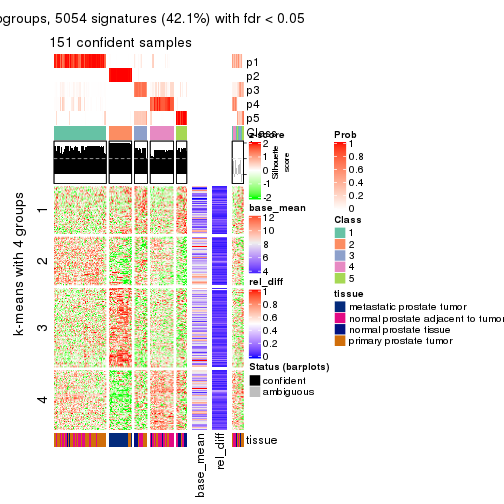 ogroups, 5054 signatures (42.1%) with fdr < 0.05
151 confident samples
p1
p2
p3
p4
p5
Class
Silhouette
score
z-score
2
1
0
-1
-2
base_mean
12
10
8
6
4
rel_diff
1
0.8
0.6
0.4
0.2
0
Status (barplots)
confident
ambiguous
Prob
1
0.8
0.6
0.4
0.2
0
Class
1
2
3
4
5
tissue
metastatic prostate tumor
normal prostate adjacent to tumor
normal prostate tissue
primary prostate tumor
k-means with 4 groups
1
2
3
4
tissue
base_mean
rel_diff